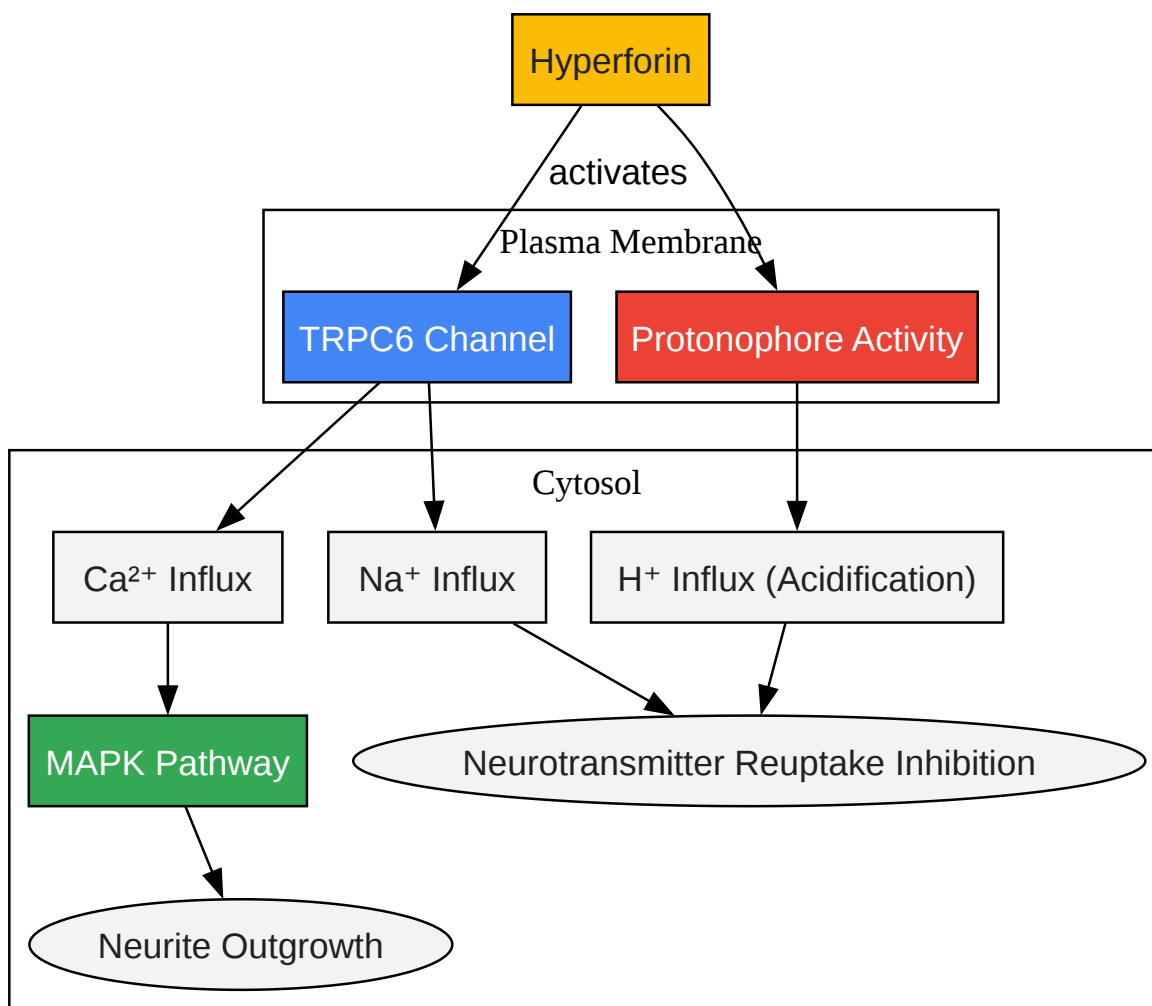 Hyperforin
activates
Plasma Membrane
TRPC6 Channel
Protonophore Activity
Cytosol
Ca²⁺ Influx
Na⁺ Influx
H⁺ Influx (Acidification)
MAPK Pathway
Neurotransmitter Reuptake Inhibition
Neurite Outgrowth